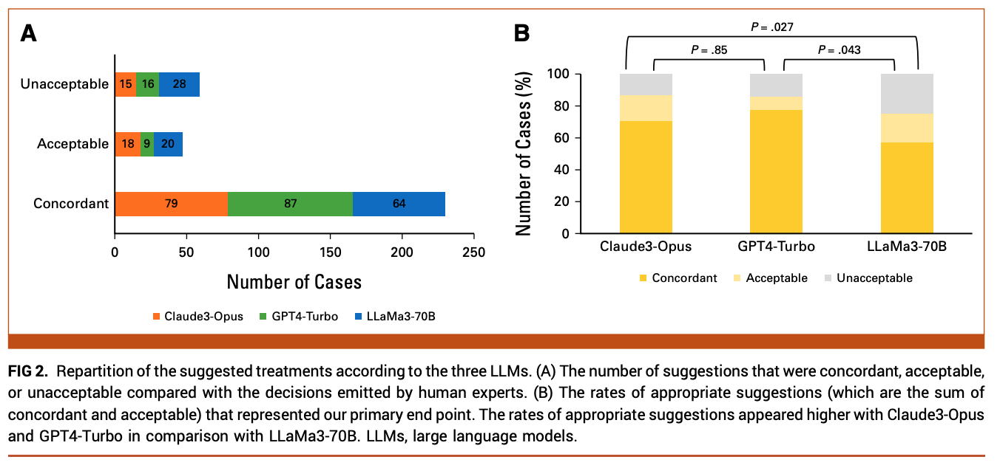 A
Unacceptable
15 16 28
Acceptable
18 9 20
Concordant
79 87 64
0 50 100 150 200 250
Number of Cases
Claude3-Opus GPT4-Turbo LLaMa3-70B
B
P = .027
P = .85 P = .043
Number of Cases (%)
100
80
60
40
20
0
Claude3-Opus GPT4-Turbo LLaMa3-70B
Concordant Acceptable Unacceptable
FIG 2. Repartition of the suggested treatments according to the three LLMs. (A) The number of suggestions that were concordant, acceptable,
or unacceptable compared with the decisions emitted by human experts. (B) The rates of appropriate suggestions (which are the sum of
concordant and acceptable) that represented our primary end point. The rates of appropriate suggestions appeared higher with Claude3-Opus
and GPT4-Turbo in comparison with LLaMa3-70B. LLMs, large language models.